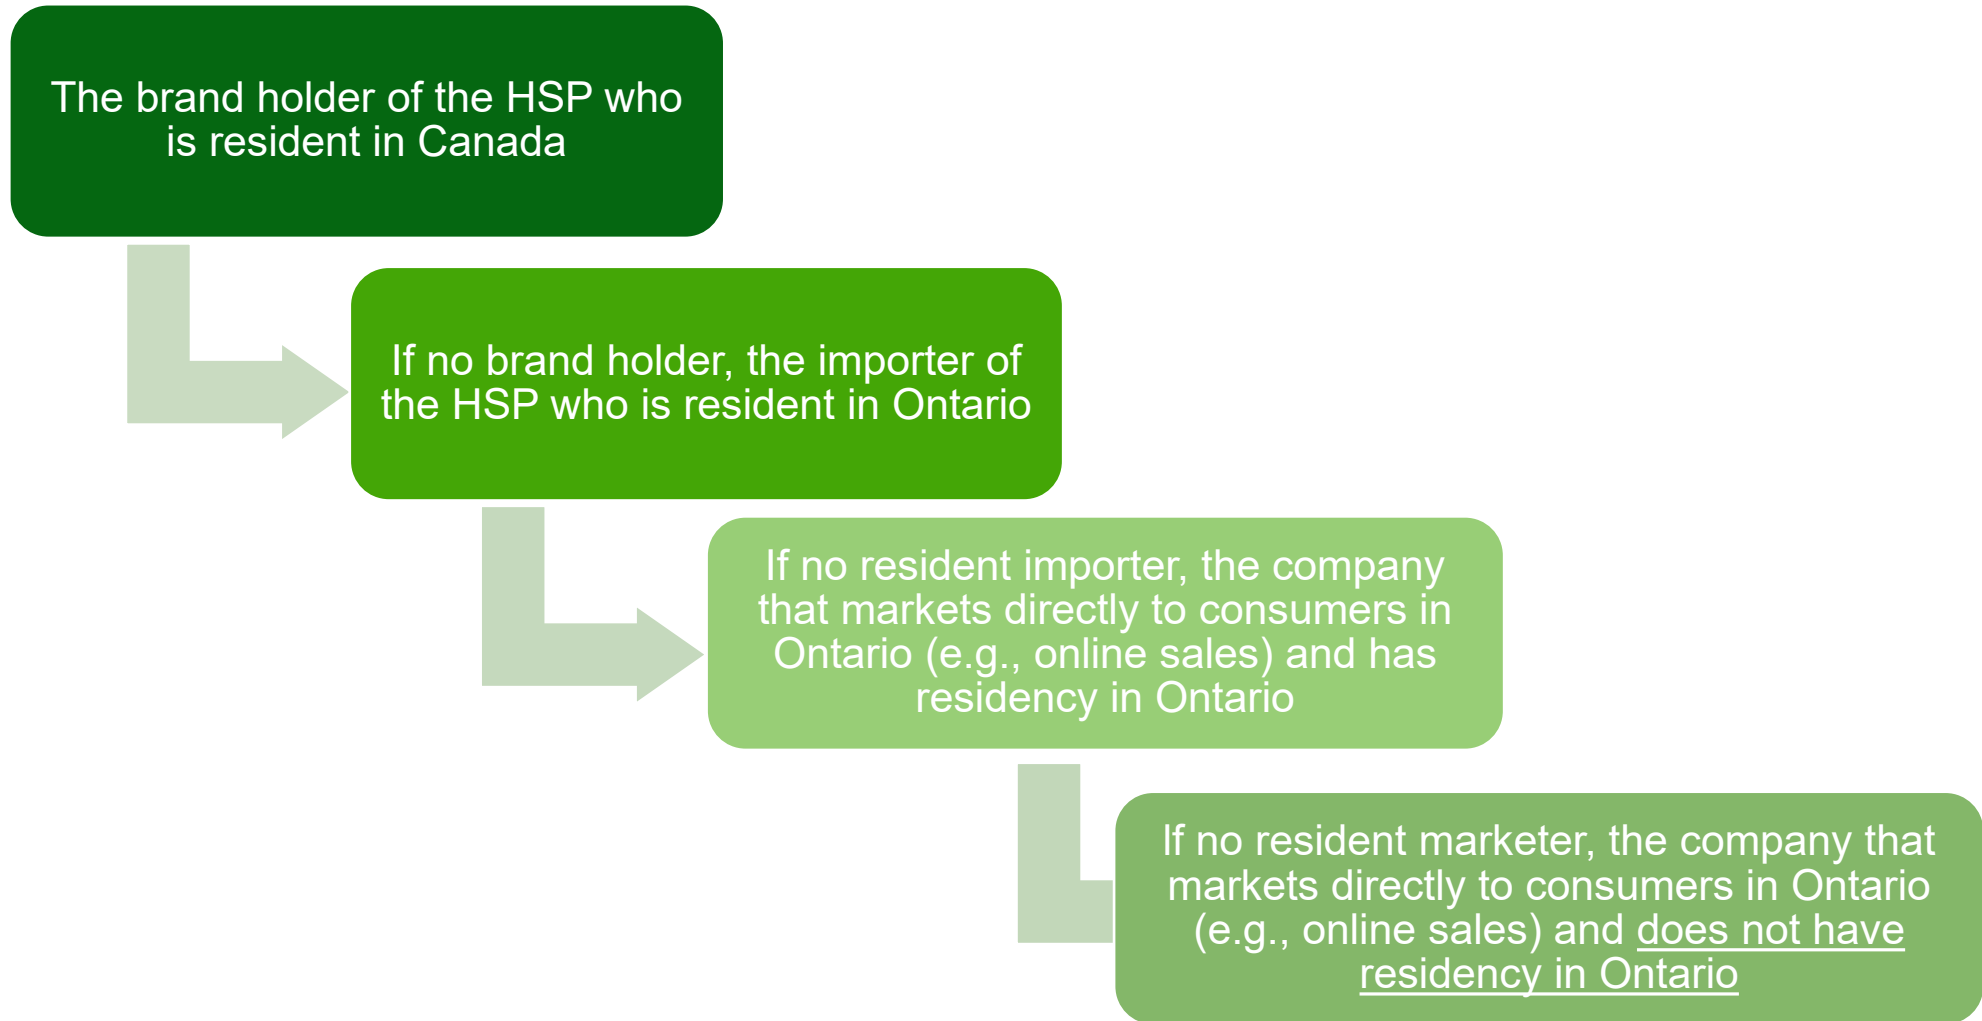 The brand holder of the HSP who
is resident in Canada
If no brand holder, the importer of
the HSP who is resident in Ontario
If no resident importer, the company
that markets directly to consumers in
Ontario (e.g., online sales) and has
residency in Ontario
If no resident marketer, the company that
markets directly to consumers in Ontario
(e.g., online sales) and does not have
residency in Ontario